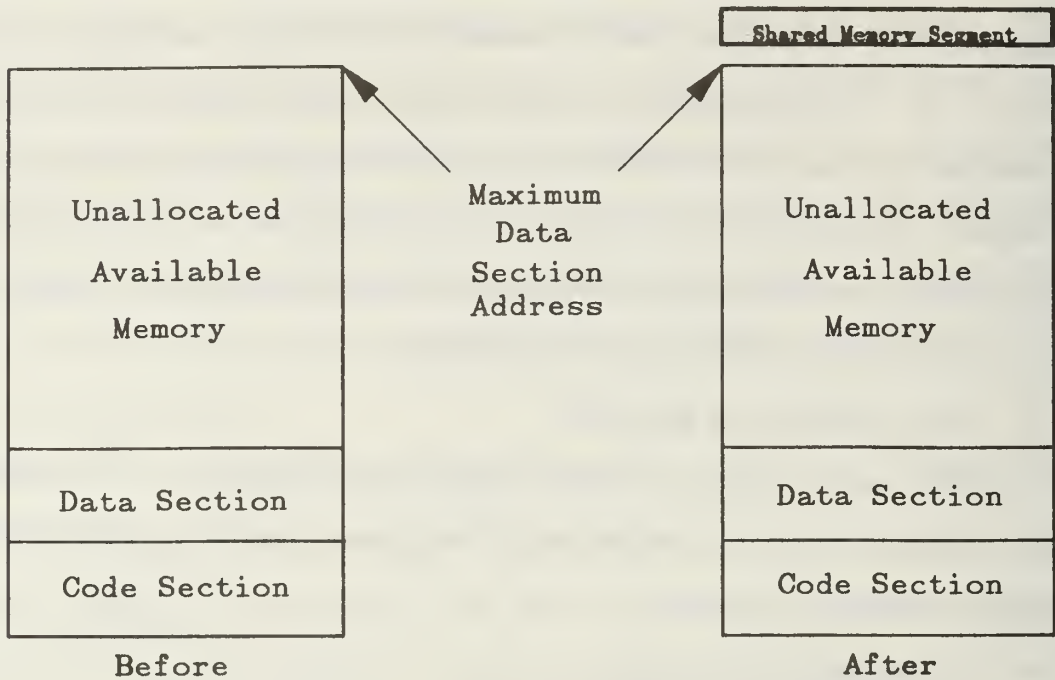 Shared Memory Segment
Unallocated
Available
Memory
Data Section
Code Section
Before
Maximum
Data
Section
Address
Unallocated
Available
Memory
Data Section
Code Section
After